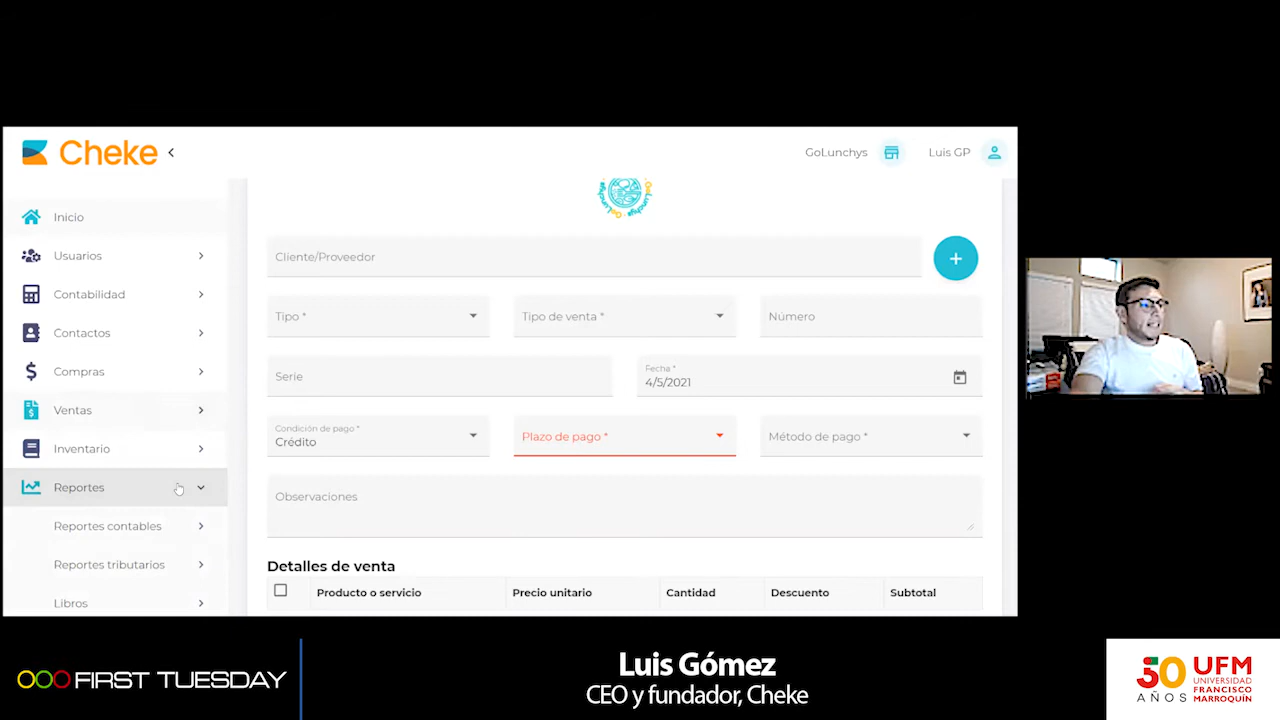 Cheke
GoLunchys
Luis GP
Inicio
Usuarios
Contabilidad
Contactos
Compras
Ventas
Inventario
Reportes
Reportes contables
Reportes tributarios
Libros
Cliente/Proveedor
+
Tipo *
Tipo de venta *
Número
Serie
Fecha *
4/5/2021
Condición de pago *
Crédito
Plazo de pago *
Método de pago *
Observaciones
Detalles de venta
Producto o servicio
Precio unitario
Cantidad
Descuento
Subtotal
FIRST TUESDAY
Luis Gómez
CEO y fundador, Cheke
50
AÑOS
UFM
UNIVERSIDAD
FRANCISCO
MARROQUÍN